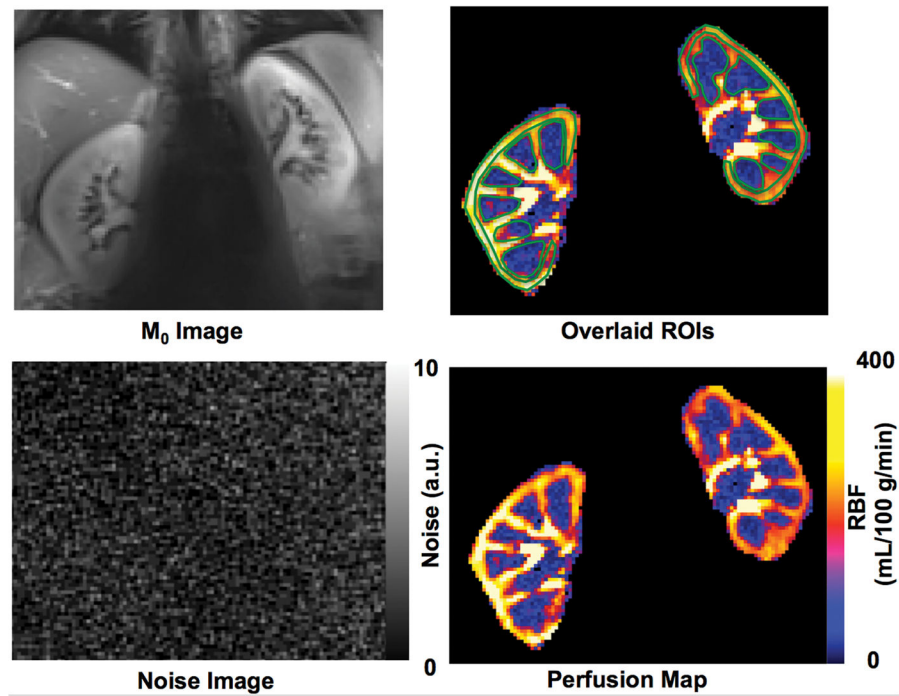 M₀ Image
Overlaid ROIs
10
Noise (a.u.)
0
400
RBF
(mL/100 g/min)
0
Noise Image
Perfusion Map